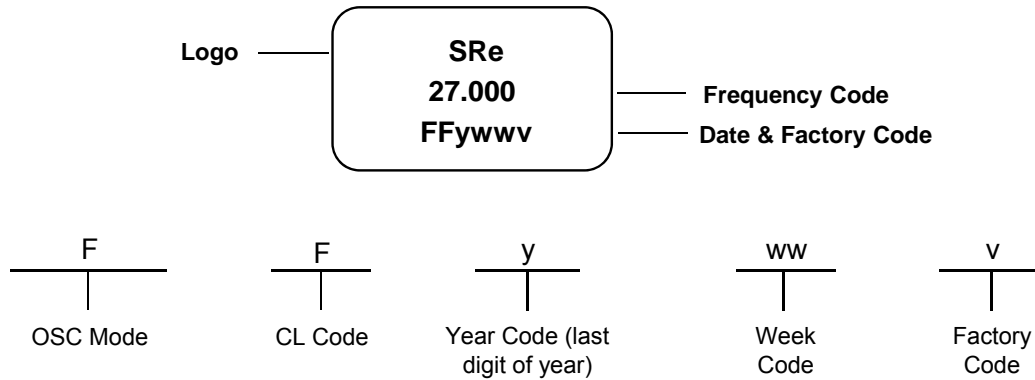 Logo
SRe
27.000
Frequency Code
FFywwv
Date & Factory Code
F
F
y
ww
v
OSC Mode
CL Code
Year Code (last
digit of year)
Week
Code
Factory
Code